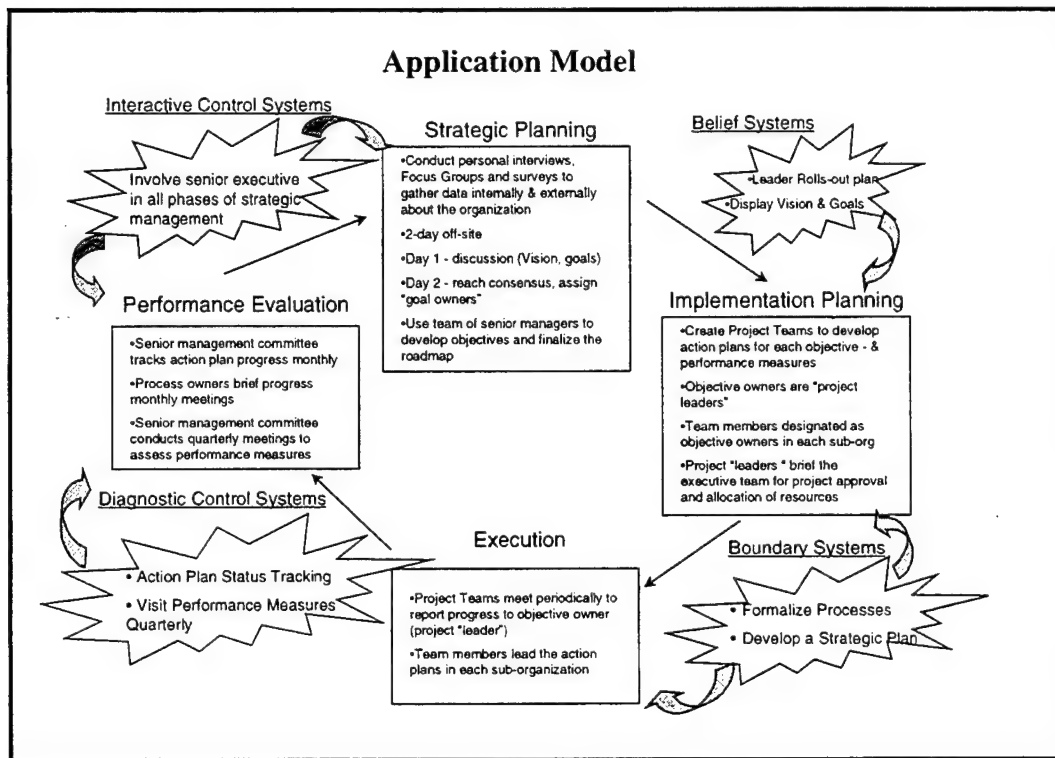 Application Model
Interactive Control Systems
Involve senior executive
in all phases of strategic
management
Strategic Planning
•Conduct personal interviews,
Focus Groups and surveys to
gather data internally & externally
about the organization
•2-day off-site
•Day 1 - discussion (Vision, goals)
•Day 2 - reach consensus, assign
"goal owners"
•Use team of senior managers to
develop objectives and finalize the
roadmap
Belief Systems
•Leader Rolls-out plan
•Display Vision & Goals
Performance Evaluation
•Senior management committee
tracks action plan progress monthly
•Process owners brief progress
monthly meetings
•Senior management committee
conducts quarterly meetings to
assess performance measures
Implementation Planning
•Create Project Teams to develop
action plans for each objective - &
performance measures
•Objective owners are "project
leaders"
•Team members designated as
objective owners in each sub-org
•Project "leaders " brief the
executive team for project approval
and allocation of resources
Diagnostic Control Systems
• Action Plan Status Tracking
• Visit Performance Measures
Quarterly
Execution
•Project Teams meet periodically to
report progress to objective owner
(project "leader")
•Team members lead the action
plans in each sub-organization
Boundary Systems
• Formalize Processes
• Develop a Strategic Plan